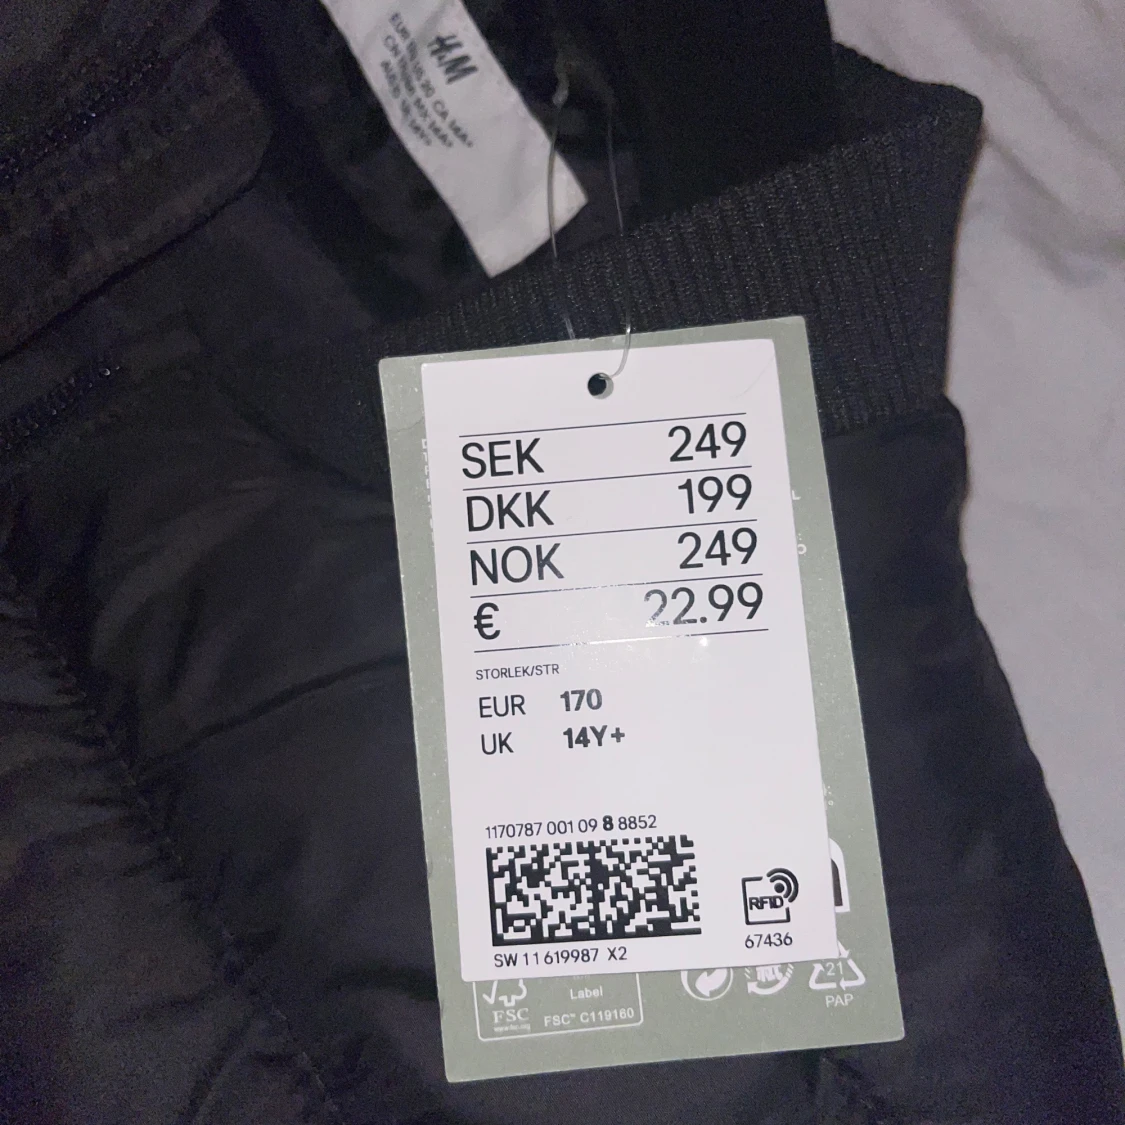 H&M
SEK 249
DKK 199
NOK 249
€ 22.99
STORLEK/STR
EUR 170
UK 14Y+
1170787 001 09 8 8852
RFID
67436
SW 11 619987 X2
FSC
Label
FSC™ C119160
21
PAP